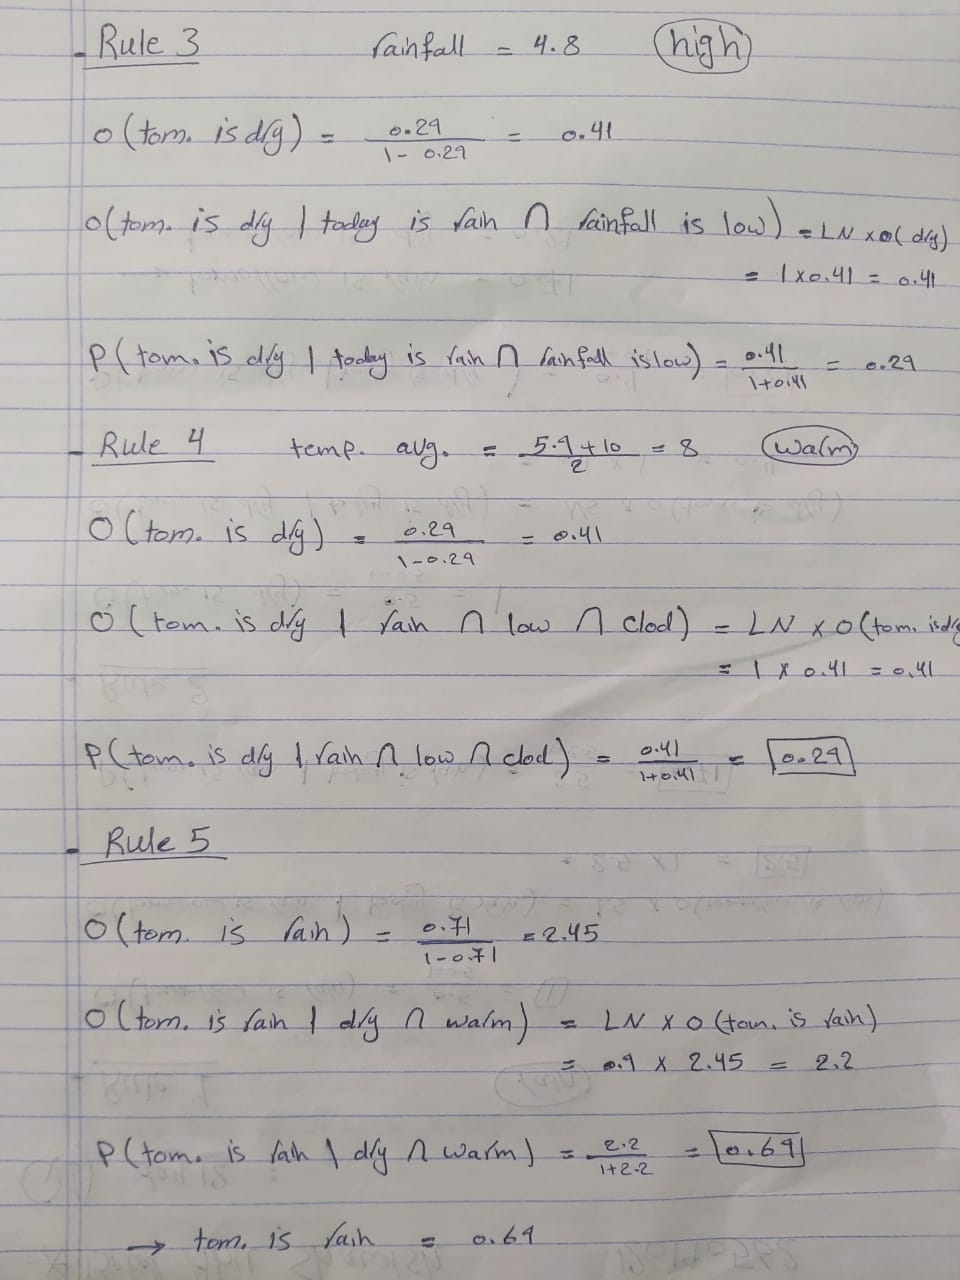 - Rule 3 rainfall = 4.8 high
O(tom. is dry) = 0.29 / 1 - 0.29 = 0.41
O(tom. is dry | today is rain ∩ rainfall is low) = LN x O(dry)
= 1 x 0.41 = 0.41
P(tom. is dry | today is rain ∩ rainfall is low) = 0.41 / 1+0.41 = 0.29
- Rule 4 temp. avg. = 5.9 + 10 / 2 = 8 warm
O(tom. is dry) = 0.29 / 1-0.29 = 0.41
O(tom. is dry | rain ∩ low ∩ clod) = LN x O(tom. is dry
= 1 x 0.41 = 0.41
P(tom. is dry | rain ∩ low ∩ clod) = 0.41 / 1+0.41 = 0.29
- Rule 5
O(tom. is rain) = 0.71 / 1-0.71 = 2.45
O(tom. is rain | dry ∩ warm) = LN x O(tom. is rain)
= 0.9 x 2.45 = 2.2
P(tom. is rain | dry ∩ warm) = 2.2 / 1+2.2 = 0.69
→ tom. is rain = 0.69